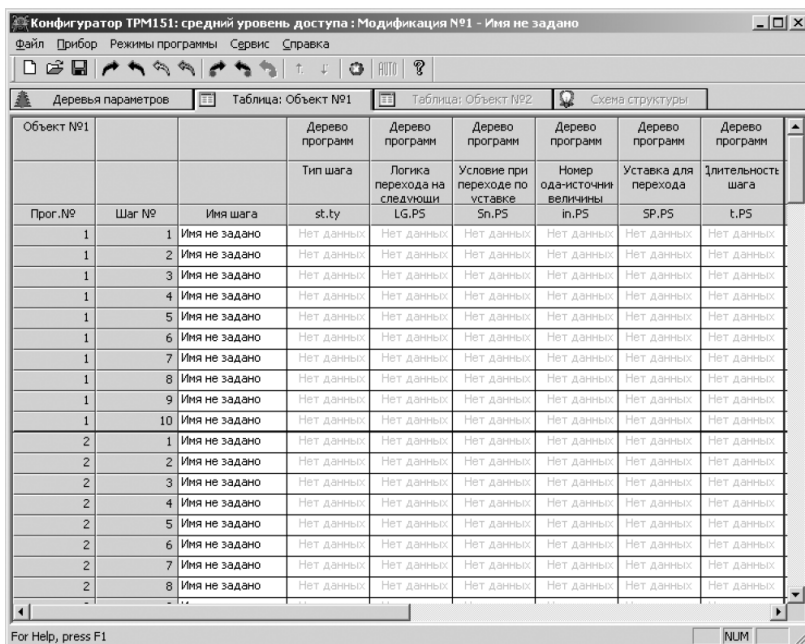 Конфигуратор ТРМ151: средний уровень доступа : Модификация №1 - Имя не задано
Файл Прибор Режимы программы Сервис Справка
AUTO
Деревья параметров Таблица: Объект №1 Таблица: Объект №2 Схема структуры
Объект №1 Дерево программ Дерево программ Дерево программ Дерево программ Дерево программ Дерево программ
Тип шага Логика перехода на следующи Условие при переходе по уставке Номер ода-источни величины Уставка для перехода Длительность шага
Прог.№ Шаг № Имя шага st.ty LG.PS Sn.PS in.PS SP.PS t.PS
1 1 Имя не задано Нет данных Нет данных Нет данных Нет данных Нет данных Нет данных
1 2 Имя не задано Нет данных Нет данных Нет данных Нет данных Нет данных Нет данных
1 3 Имя не задано Нет данных Нет данных Нет данных Нет данных Нет данных Нет данных
1 4 Имя не задано Нет данных Нет данных Нет данных Нет данных Нет данных Нет данных
1 5 Имя не задано Нет данных Нет данных Нет данных Нет данных Нет данных Нет данных
1 6 Имя не задано Нет данных Нет данных Нет данных Нет данных Нет данных Нет данных
1 7 Имя не задано Нет данных Нет данных Нет данных Нет данных Нет данных Нет данных
1 8 Имя не задано Нет данных Нет данных Нет данных Нет данных Нет данных Нет данных
1 9 Имя не задано Нет данных Нет данных Нет данных Нет данных Нет данных Нет данных
1 10 Имя не задано Нет данных Нет данных Нет данных Нет данных Нет данных Нет данных
2 1 Имя не задано Нет данных Нет данных Нет данных Нет данных Нет данных Нет данных
2 2 Имя не задано Нет данных Нет данных Нет данных Нет данных Нет данных Нет данных
2 3 Имя не задано Нет данных Нет данных Нет данных Нет данных Нет данных Нет данных
2 4 Имя не задано Нет данных Нет данных Нет данных Нет данных Нет данных Нет данных
2 5 Имя не задано Нет данных Нет данных Нет данных Нет данных Нет данных Нет данных
2 6 Имя не задано Нет данных Нет данных Нет данных Нет данных Нет данных Нет данных
2 7 Имя не задано Нет данных Нет данных Нет данных Нет данных Нет данных Нет данных
2 8 Имя не задано Нет данных Нет данных Нет данных Нет данных Нет данных Нет данных
For Help, press F1 NUM